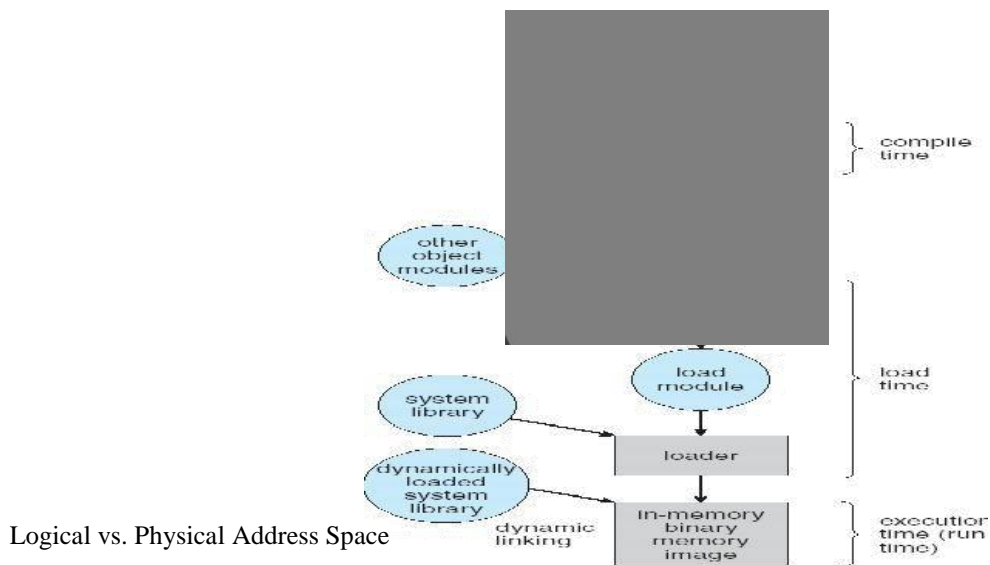 compile
time
other
object
modules
load
module
load
time
system
library
loader
dynamically
loaded
system
library
in-memory
binary
memory
image
execution
time (run
time)
dynamic
linking
Logical vs. Physical Address Space